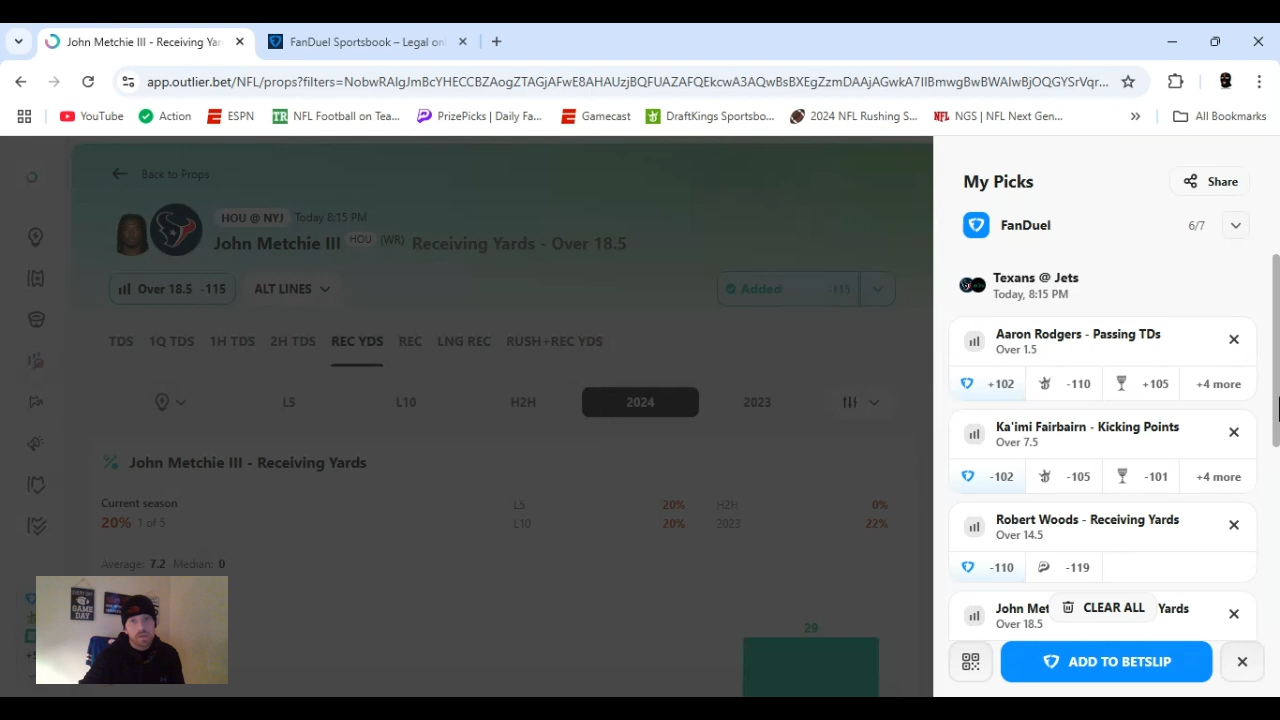 John Metchie III - Receiving Yar
FanDuel Sportsbook – Legal onl
app.outlier.bet/NFL/props?filters=NobwRAIgJmBcYHECCBZAogZTAGjAFwE8AHAUzjBQFUAZAFQEkcwA3AQwBsBXEgZzmDAAjAGwkA7IIBmwgBwBWAIwBjOQGYSrVqr...
YouTube
Action
ESPN
NFL Football on Tea...
PrizePicks | Daily Fa...
Gamecast
DraftKings Sportsbo...
2024 NFL Rushing S...
NGS | NFL Next Gen...
All Bookmarks
Back to Props
HOU @ NYJ Today 8:15 PM
John Metchie III HOU (WR) Receiving Yards - Over 18.5
Over 18.5 -115
ALT LINES
Added -115
TDS 1Q TDS 1H TDS 2H TDS REC YDS REC LNG REC RUSH+REC YDS
L5 L10 H2H 2024 2023
John Metchie III - Receiving Yards
Current season
20% 1 of 5
L5 20% H2H 0%
L10 20% 2023 22%
Average: 7.2 Median: 0
29
GAME DAY
My Picks
Share
FanDuel 6/7
Texans @ Jets
Today, 8:15 PM
Aaron Rodgers - Passing TDs
Over 1.5
+102 -110 +105 +4 more
Ka'imi Fairbairn - Kicking Points
Over 7.5
-102 -105 -101 +4 more
Robert Woods - Receiving Yards
Over 14.5
-110 -119
John Met CLEAR ALL Yards
Over 18.5
ADD TO BETSLIP